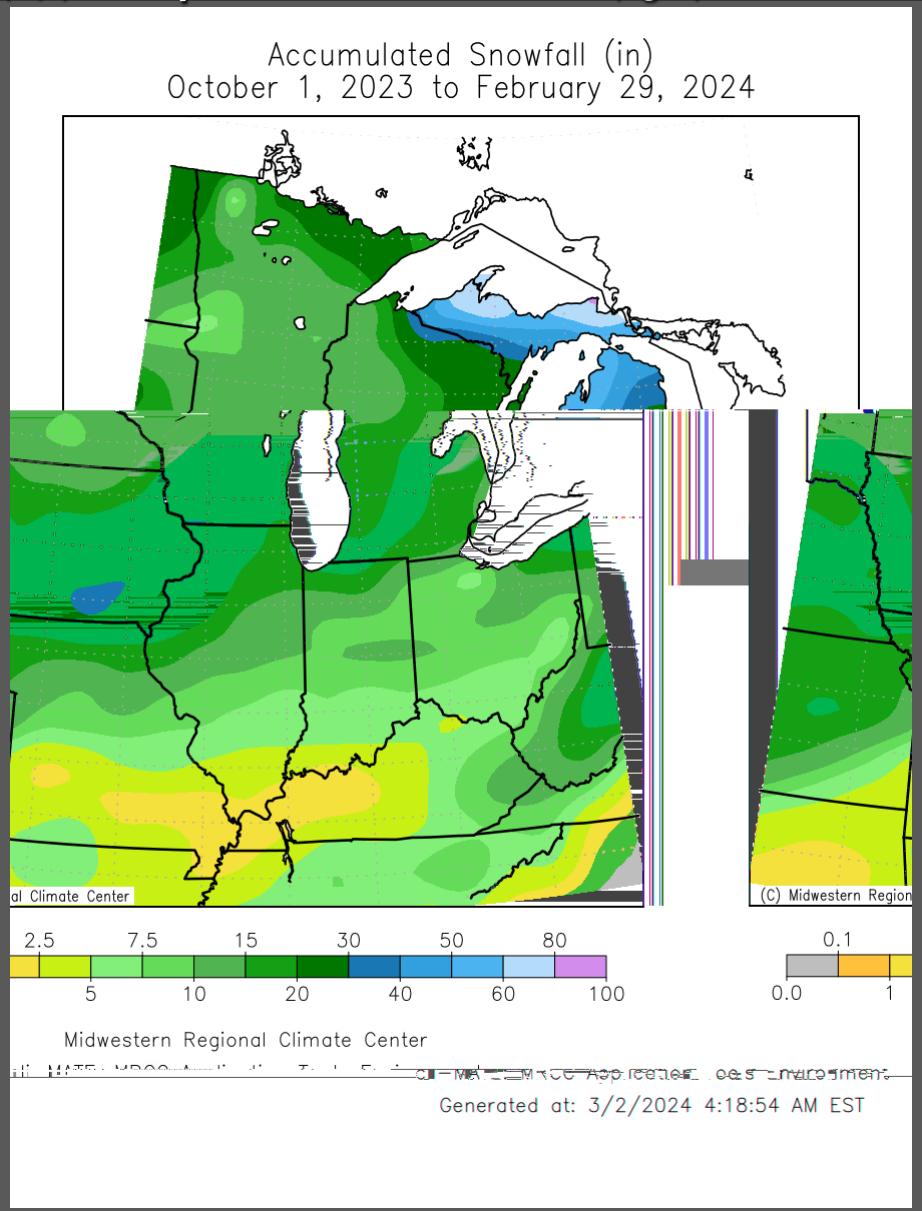 Accumulated Snowfall (in)
October 1, 2023 to February 29, 2024
al Climate Center
(C) Midwestern Region
2.5 7.5 15 30 50 80 0.1
5 10 20 40 60 100 0.0 1
Midwestern Regional Climate Center
MRCC Application
Generated at: 3/2/2024 4:18:54 AM EST